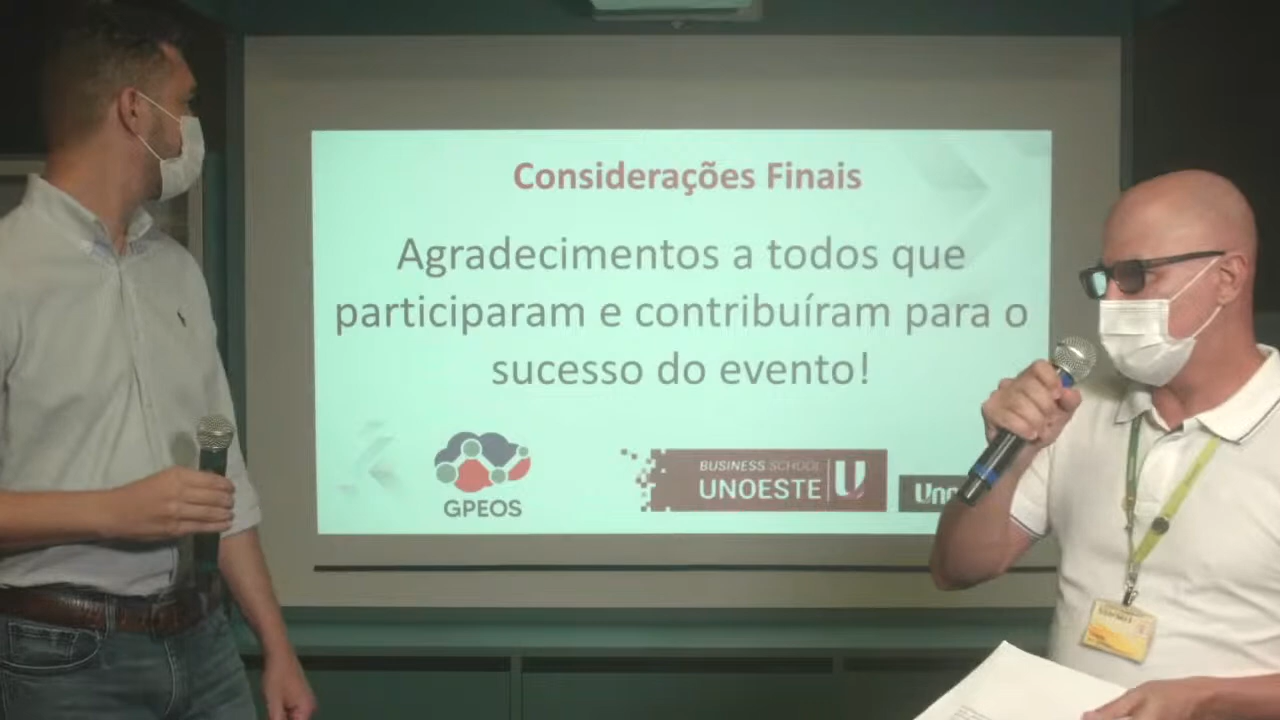 Considerações Finais
Agradecimentos a todos que
participaram e contribuíram para o
sucesso do evento!
GPEOS
BUSINESS SCHOOL
UNOESTE